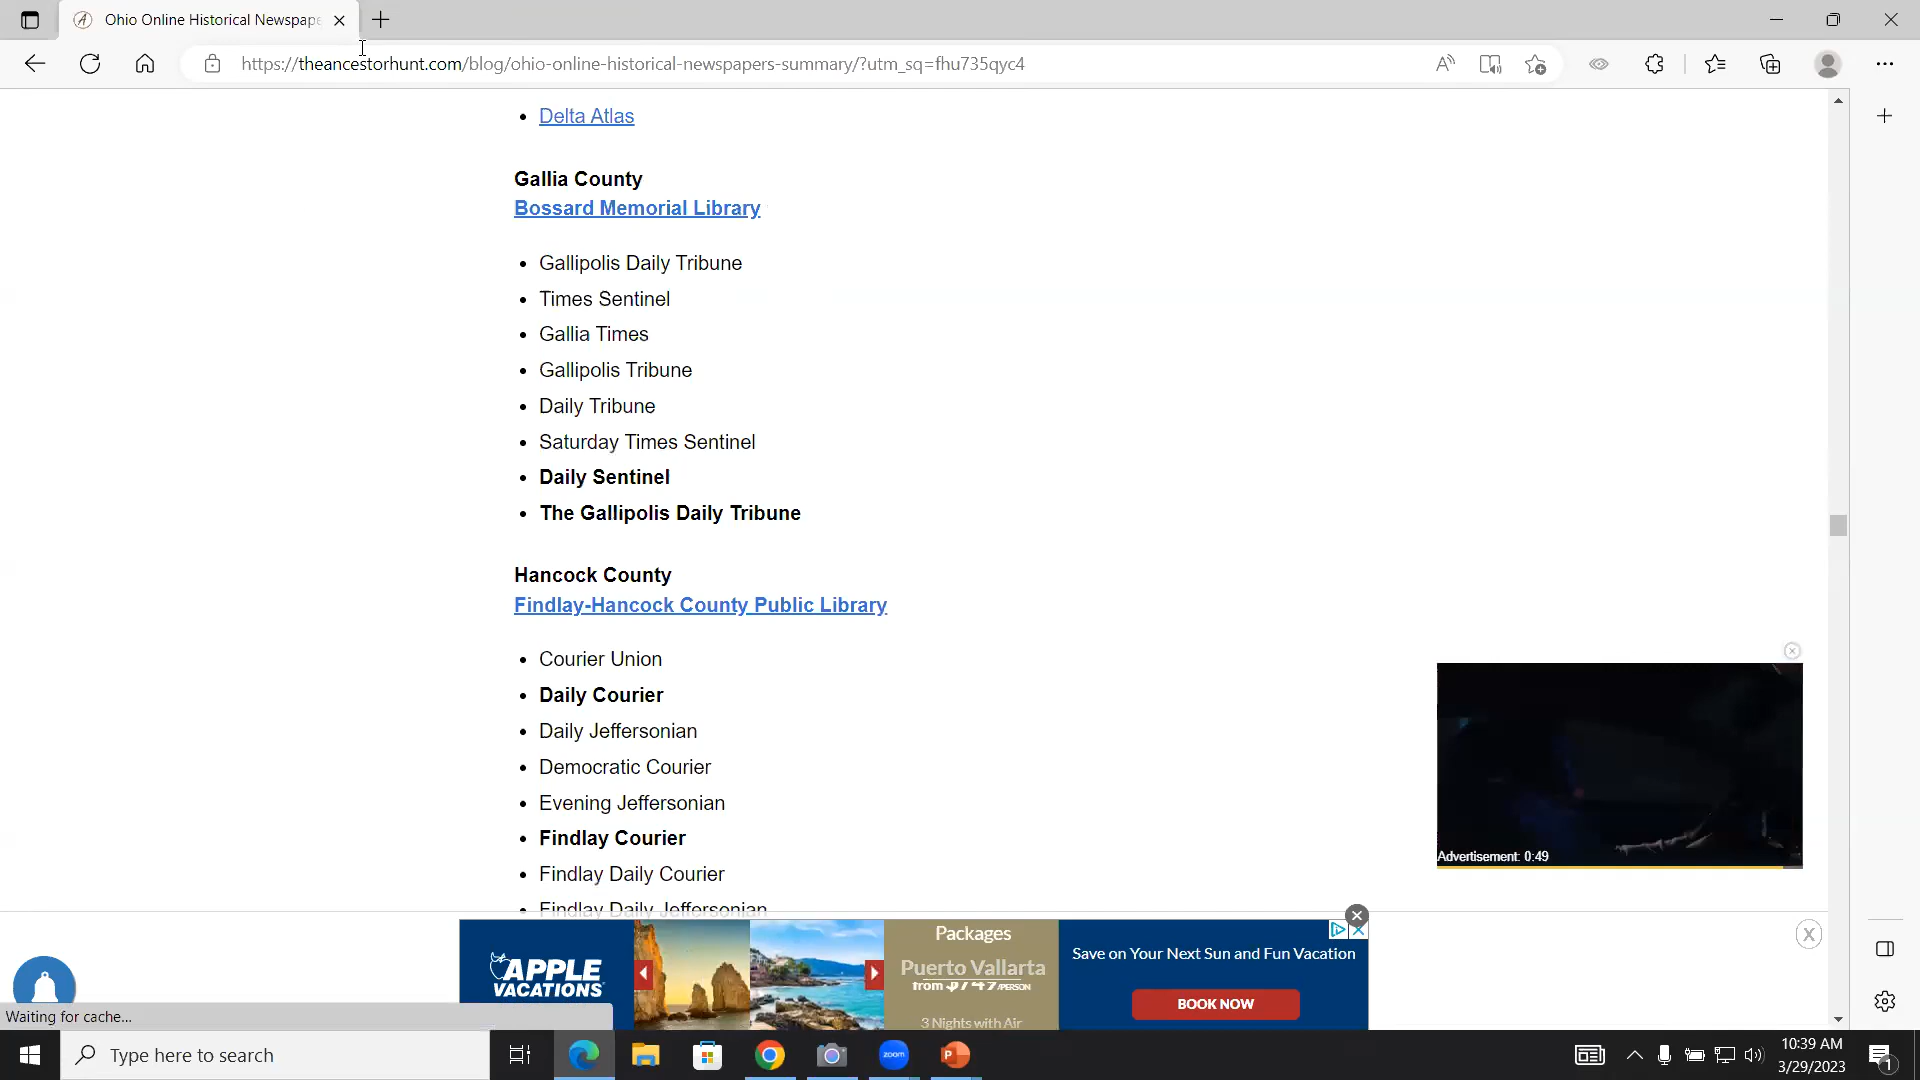 Ohio Online Historical Newspape
https://theancestorhunt.com/blog/ohio-online-historical-newspapers-summary/?utm_sq=fhu735qyc4
• Delta Atlas
Gallia County
Bossard Memorial Library
• Gallipolis Daily Tribune
• Times Sentinel
• Gallia Times
• Gallipolis Tribune
• Daily Tribune
• Saturday Times Sentinel
• Daily Sentinel
• The Gallipolis Daily Tribune
Hancock County
Findlay-Hancock County Public Library
• Courier Union
• Daily Courier
• Daily Jeffersonian
• Democratic Courier
• Evening Jeffersonian
• Findlay Courier
• Findlay Daily Courier
• Findlay Daily Jeffersonian
Advertisement: 0:49
APPLE
VACATIONS
Packages
Puerto Vallarta
from $747/PERSON
3 Nights with Air
Save on Your Next Sun and Fun Vacation
BOOK NOW
Waiting for cache...
Type here to search
zoom
10:39 AM
3/29/2023
1